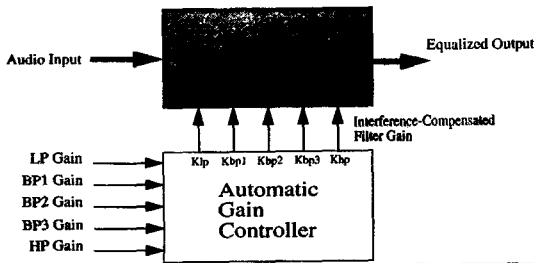 Audio Input
Equalized Output
Interference-Compensated
Filter Gain
Klp Kbp1 Kbp2 Kbp3 Khp
LP Gain
BP1 Gain
BP2 Gain
BP3 Gain
HP Gain
Automatic
Gain
Controller